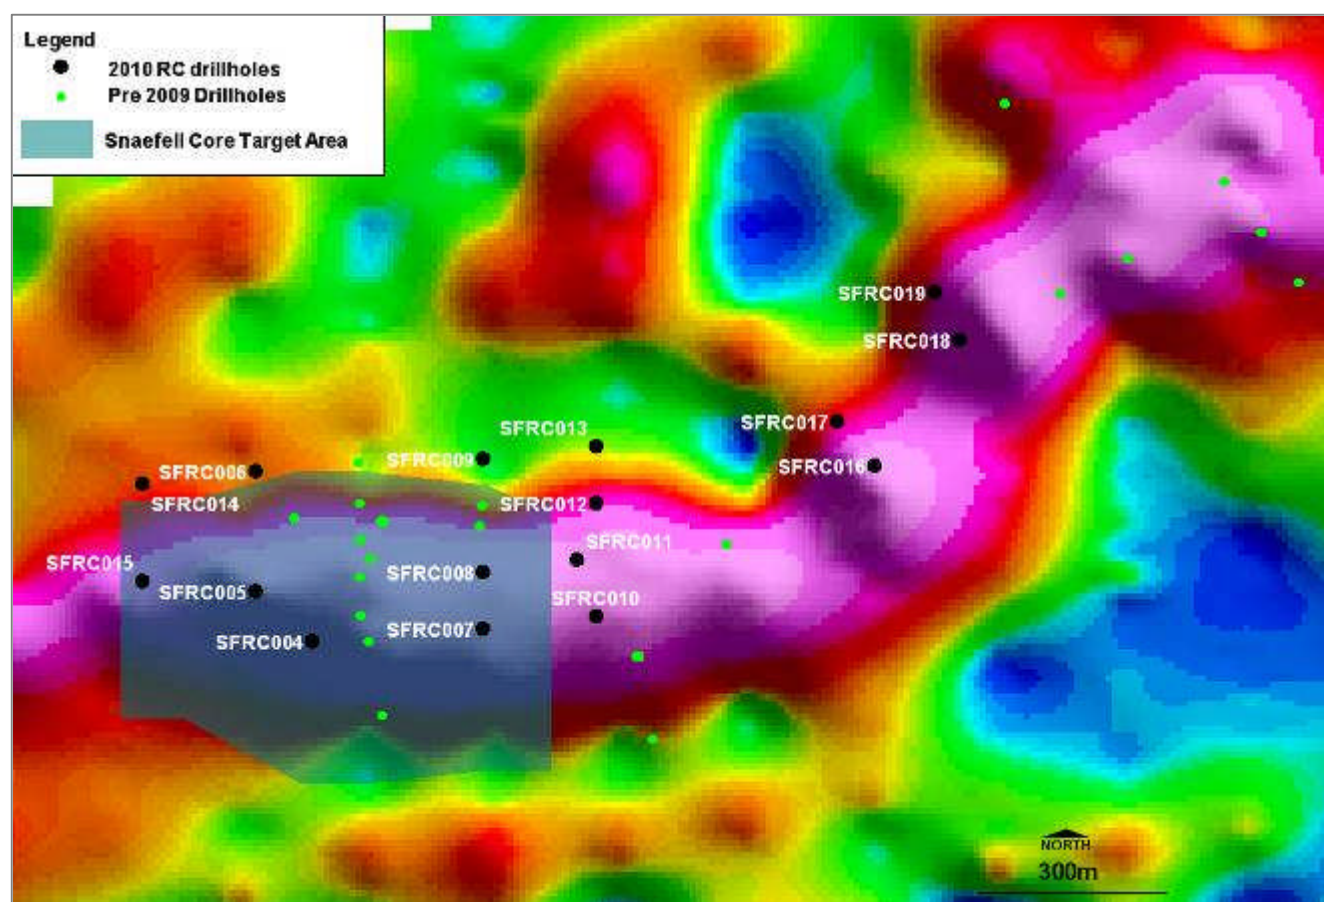 Legend
2010 RC drillholes
Pre 2009 Drillholes
Snaefell Core Target Area
SFRC019
SFRC018
SFRC017
SFRC013
SFRC009
SFRC016
SFRC006
SFRC014
SFRC012
SFRC011
SFRC015
SFRC008
SFRC005
SFRC010
SFRC007
SFRC004
NORTH
300m